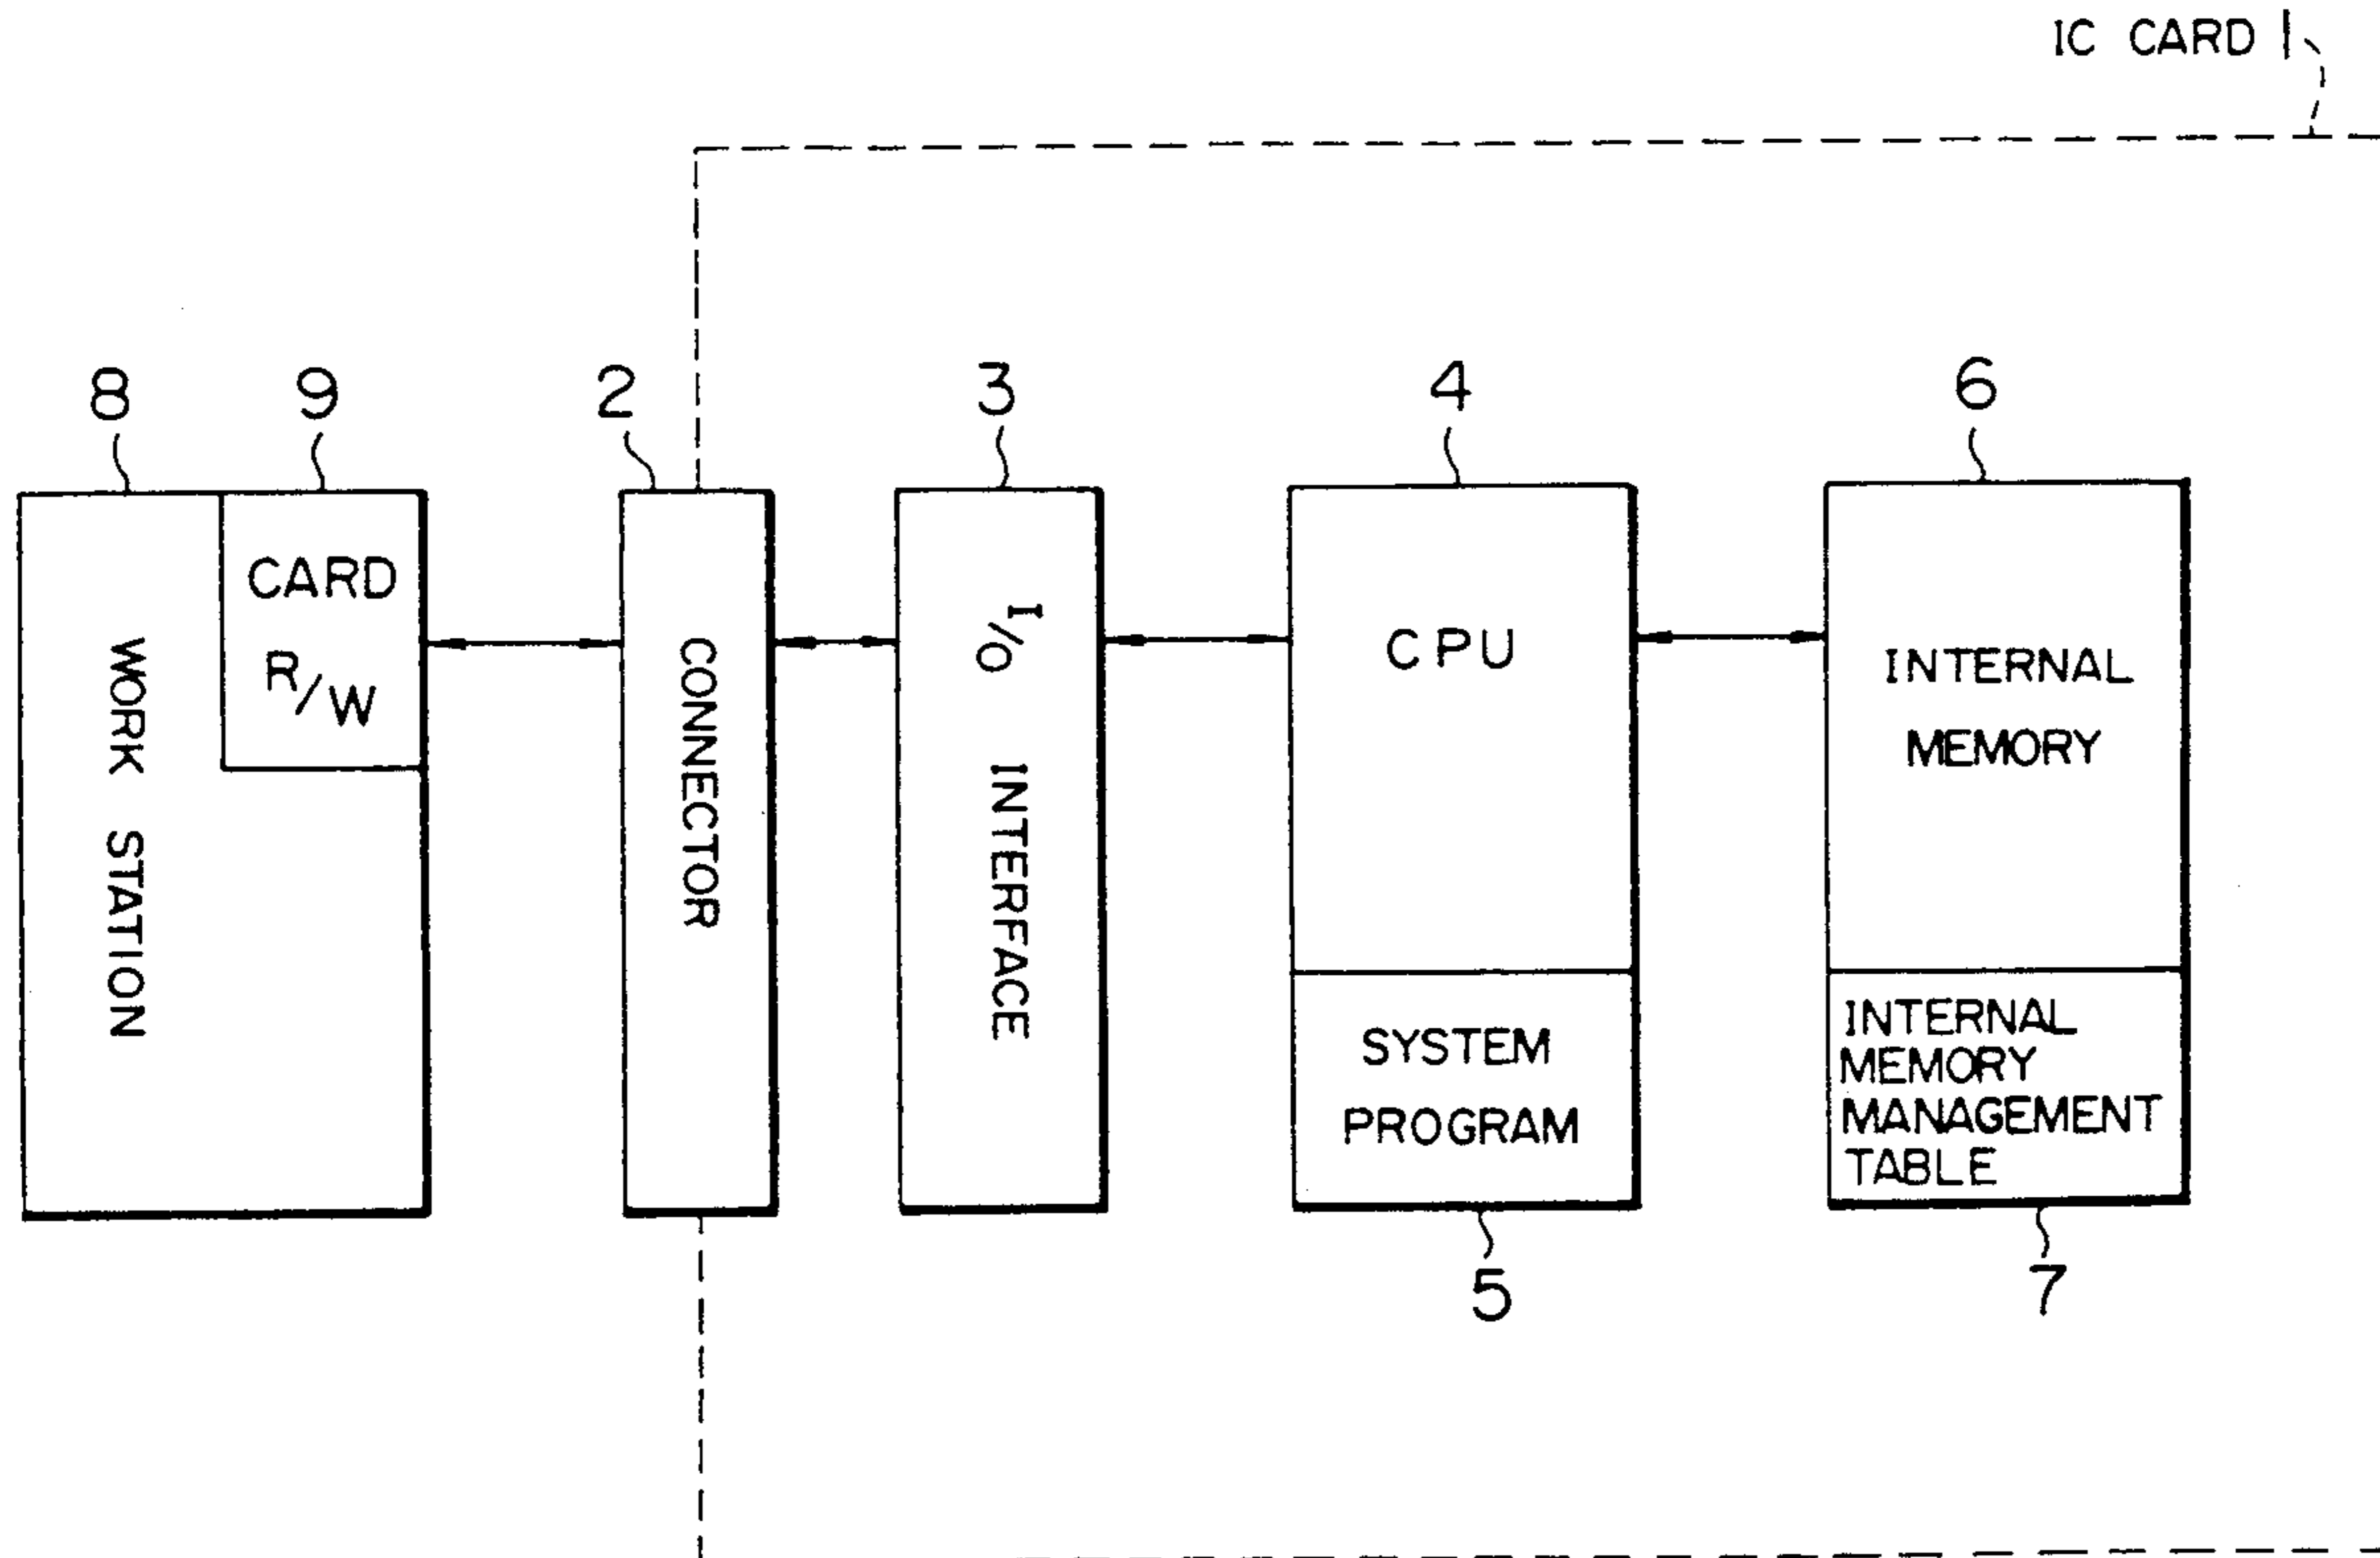 IC CARD 1
8
9
2
3
4
6
CARD
R/W
WORK STATION
CONNECTOR
I/O INTERFACE
CPU
INTERNAL
MEMORY
SYSTEM
PROGRAM
INTERNAL
MEMORY
MANAGEMENT
TABLE
5
7